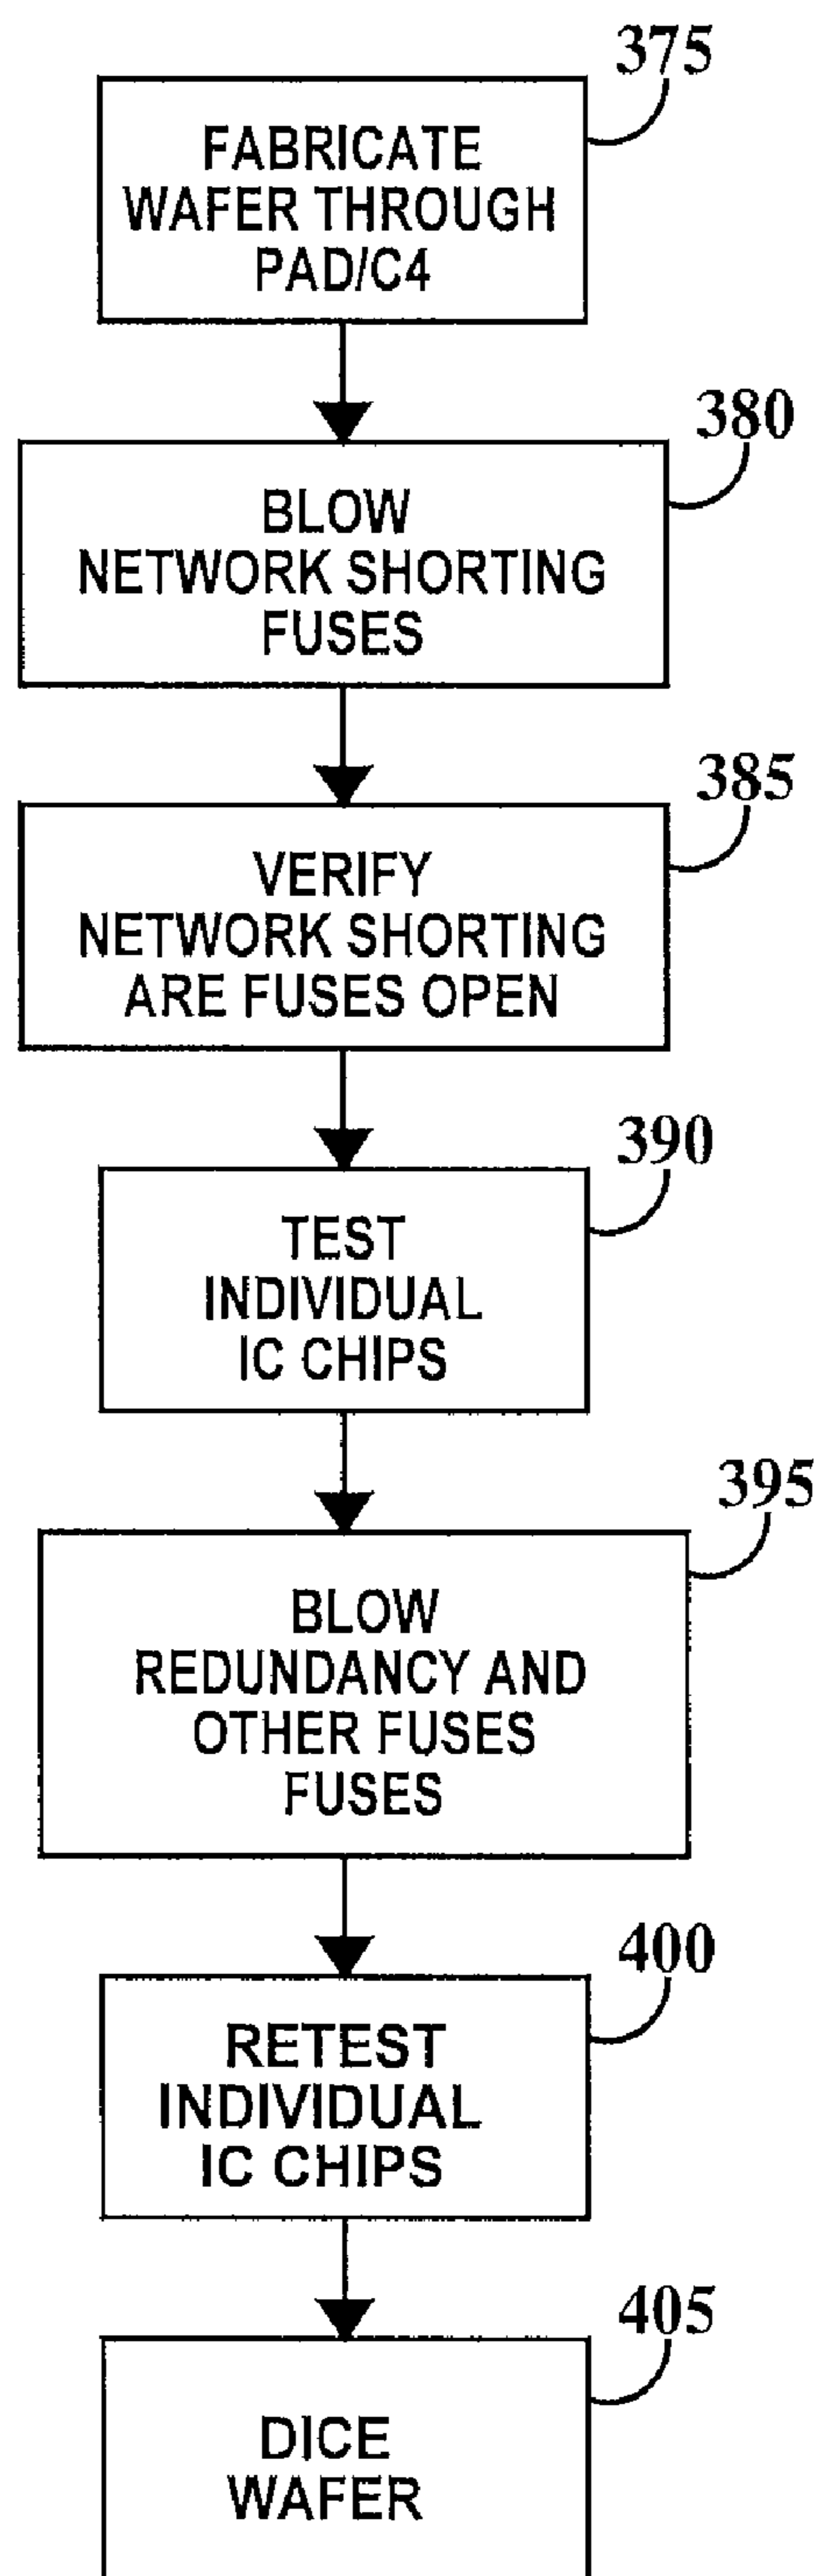 375
FABRICATE
WAFER THROUGH
PAD/C4
380
BLOW
NETWORK SHORTING
FUSES
385
VERIFY
NETWORK SHORTING
ARE FUSES OPEN
390
TEST
INDIVIDUAL
IC CHIPS
395
BLOW
REDUNDANCY AND
OTHER FUSES
FUSES
400
RETEST
INDIVIDUAL
IC CHIPS
405
DICE
WAFER